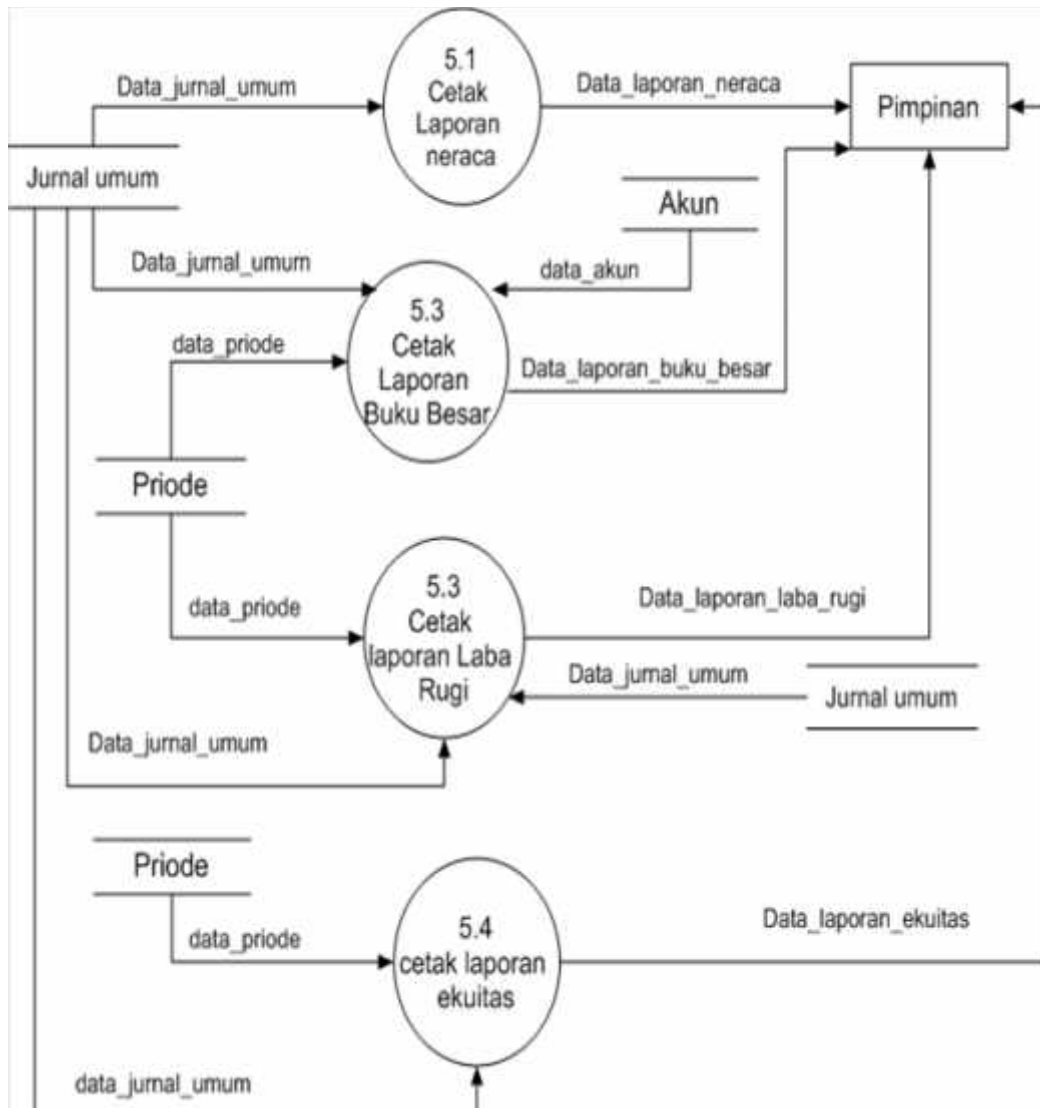 5.1
Cetak
Laporan
neraca
Data_jurnal_umum
Data_laporan_neraca
Pimpinan
Jurnal umum
Akun
Data_jurnal_umum
data_akun
5.3
Cetak
Laporan
Buku Besar
data_priode
Data_laporan_buku_besar
Priode
5.3
Cetak
laporan Laba
Rugi
data_priode
Data_laporan_laba_rugi
Data_jurnal_umum
Jurnal umum
Data_jurnal_umum
Priode
5.4
cetak laporan
ekuitas
data_priode
Data_laporan_ekuitas
data_jurnal_umum